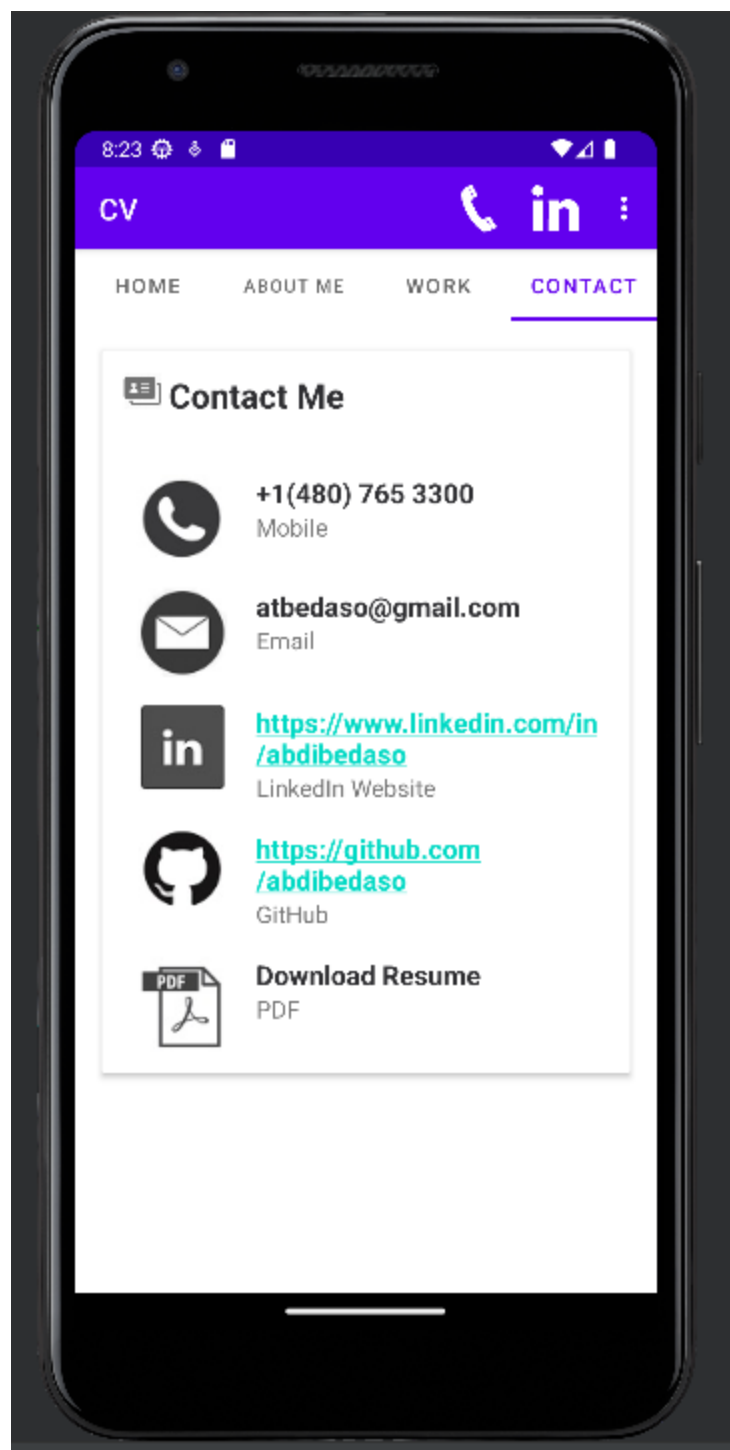 8:23
CV
in
HOME ABOUT ME WORK CONTACT
Contact Me
+1(480) 765 3300
Mobile
atbedaso@gmail.com
Email
in
https://www.linkedin.com/in
/abdibedaso
LinkedIn Website
https://github.com
/abdibedaso
GitHub
PDF
Download Resume
PDF